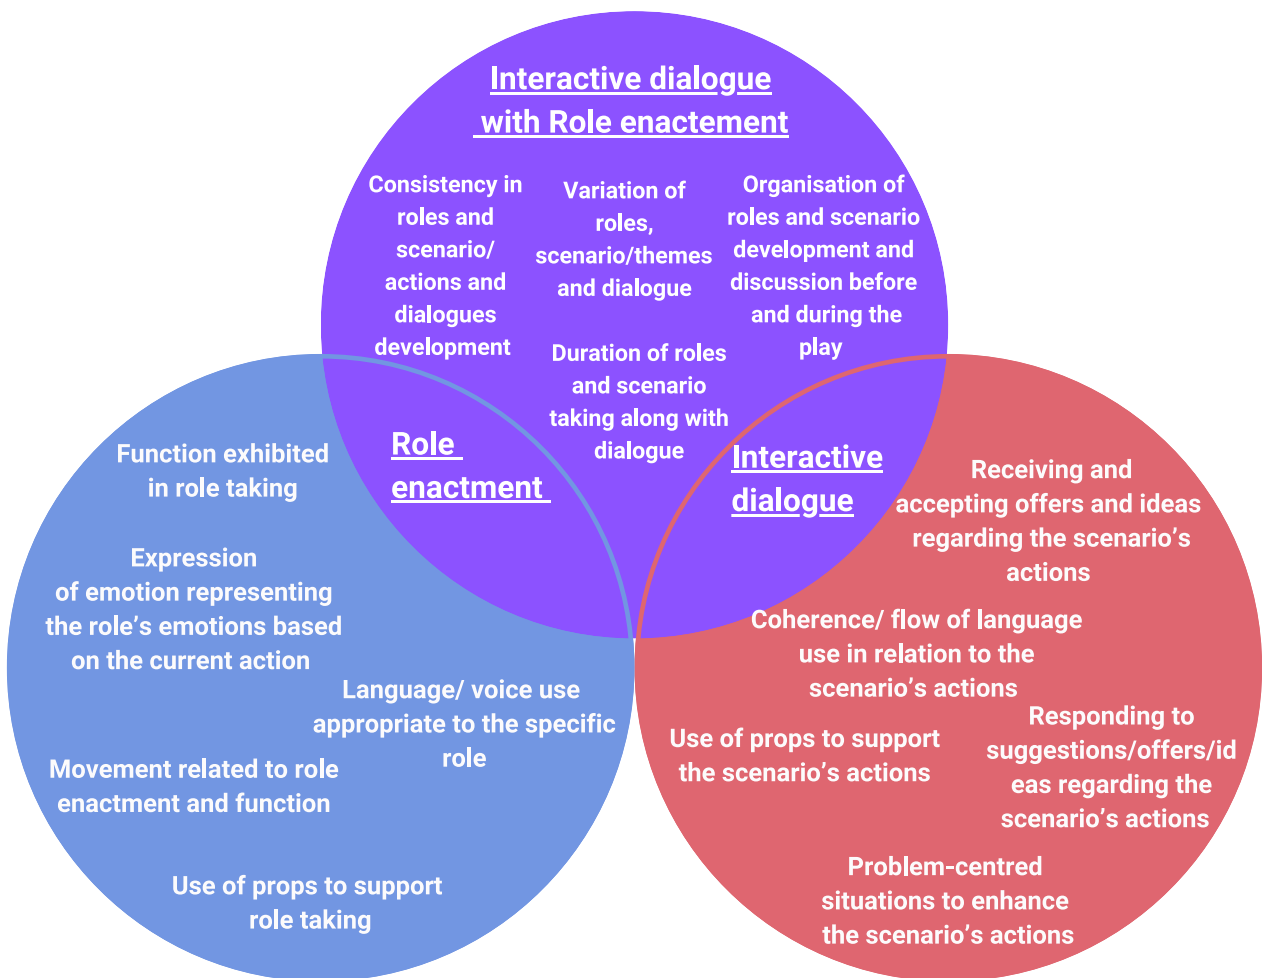 Interactive dialogue
with Role enactement
Consistency in
roles and
scenario/
actions and
dialogues
development
Variation of
roles,
scenario/themes
and dialogue
Organisation of
roles and scenario
development and
discussion before
and during the
play
Duration of roles
and scenario
taking along with
dialogue
Role
enactment
Function exhibited
in role taking
Expression
of emotion representing
the role's emotions based
on the current action
Language/ voice use
appropriate to the specific
role
Movement related to role
enactment and function
Use of props to support
role taking
Interactive
dialogue
Receiving and
accepting offers and ideas
regarding the scenario's
actions
Coherence/ flow of language
use in relation to the
scenario's actions
Use of props to support
the scenario's actions
Responding to
suggestions/offers/id
eas regarding the
scenario's actions
Problem-centred
situations to enhance
the scenario's actions